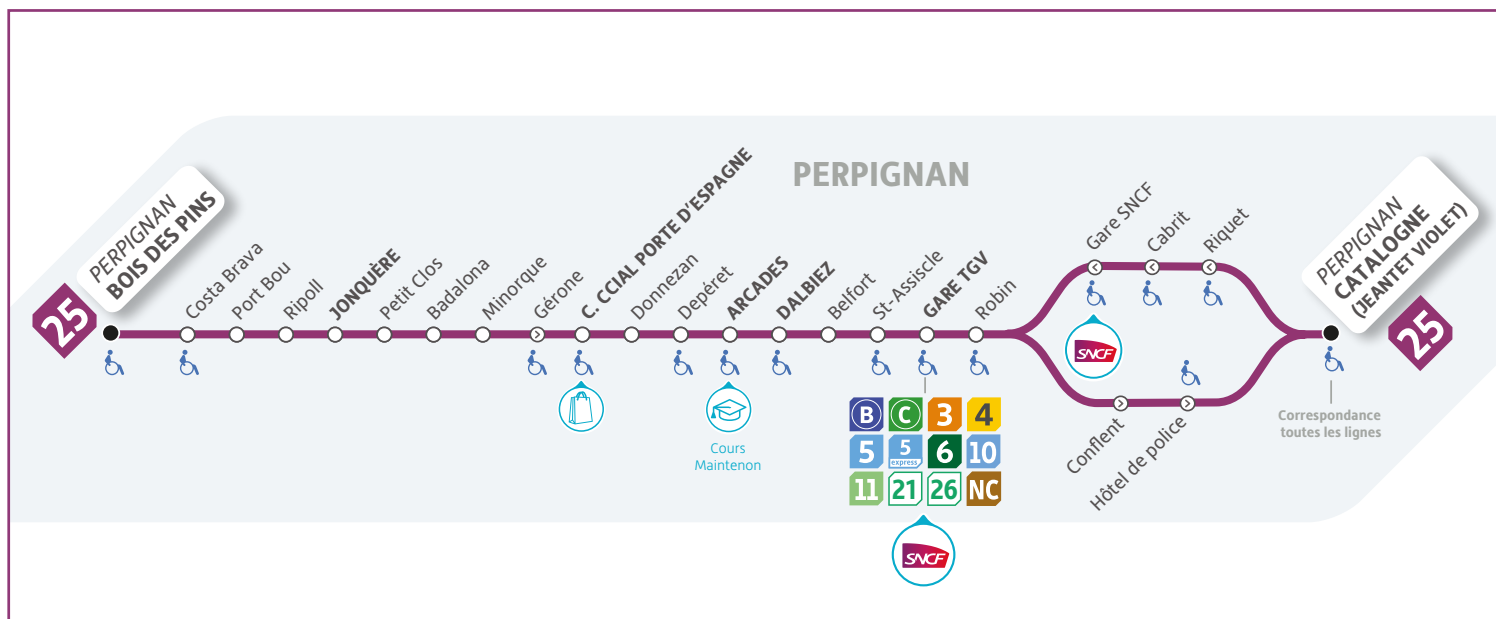 PERPIGNAN
25
PERPIGNAN
BOIS DES PINS
Costa Brava
Port Bou
Ripoll
JONQUÈRE
Petit Clos
Badalona
Minorque
Gérone
C. CCIAL PORTE D'ESPAGNE
Donnezan
Depéret
ARCADES
DALBIEZ
Belfort
St- Assiscle
GARE TGV
Robin
Gare SNCF
Cabrit
Riquet
Conflent
Hôtel de police
PERPIGNAN
CATALOGNE
(JEANTET VIOLET)
25
Cours
Maintenon
B C 3 4
5 5 express 6 10
11 21 26 NC
SNCF
SNCF
Correspondance
toutes les lignes